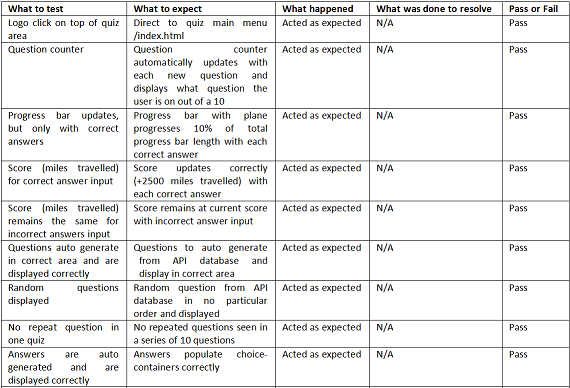 What to test What to expect What happened What was done to resolve Pass or Fail
Logo click on top of quiz Direct to quiz main menu Acted as expected N/A Pass
area /index.html
Question counter Question counter Acted as expected N/A Pass
automatically updates with
each new question and
displays what question the
user is on out of a 10
Progress bar updates, Progress bar with plane Acted as expected N/A Pass
but only with correct progresses 10% of total
answers progress bar length with each
correct answer
Score (miles travelled) Score updates correctly Acted as expected N/A Pass
for correct answer input (+2500 miles travelled) with
each correct answer
Score (miles travelled) Score remains at current score Acted as expected N/A Pass
remains the same for with incorrect answer input
incorrect answers input
Questions auto generate Questions to auto generate Acted as expected N/A Pass
in correct area and are from API database and
displayed correctly display in correct area
Random questions Random question from API Acted as expected N/A Pass
displayed database in no particular
order and displayed
No repeat question in No repeated questions seen in Acted as expected N/A Pass
one quiz a series of 10 questions
Answers are auto Answers populate choice- Acted as expected N/A Pass
generated and are containers correctly
displayed correctly